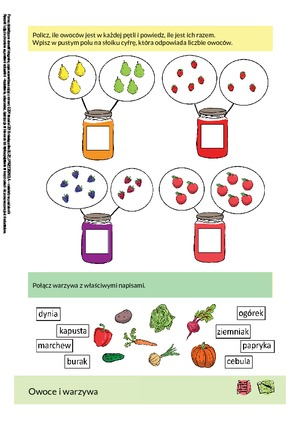 Policz, ile owoców jest w każdej pętli i powiedz, ile jest ich razem.
Wpisz w pustym polu na słoiku cyfrę, która odpowiada liczbie owoców.
Połącz warzywa z właściwymi napisami.
dynia
ogórek
kapusta
ziemniak
marchew
papryka
burak
cebula
Owoce i warzywa